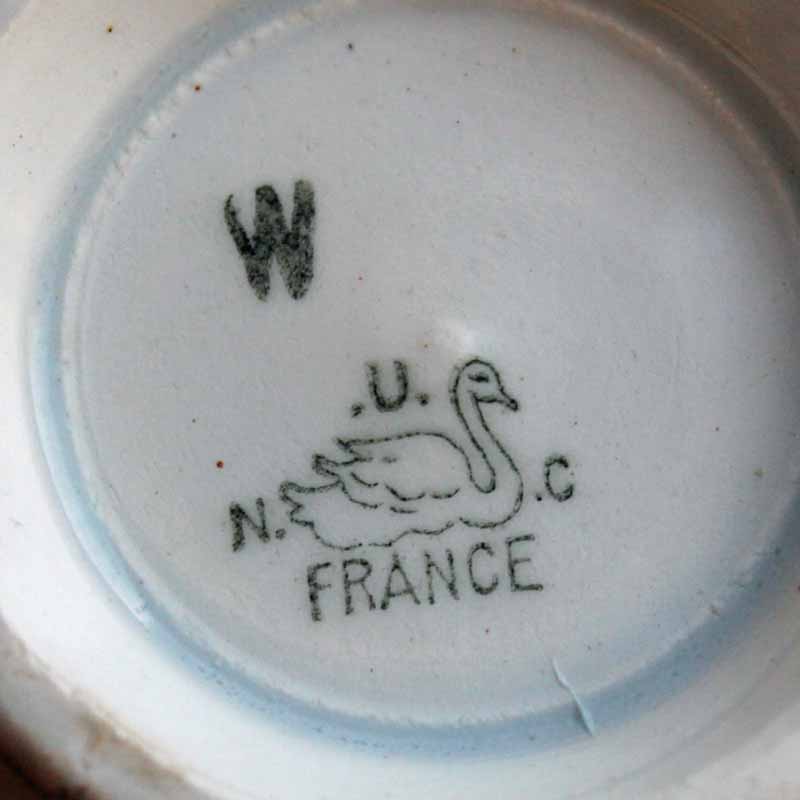 W
.U.
N. .C
FRANCE